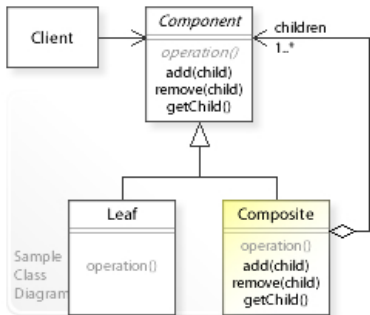 Client
Component
operation()
add(child)
remove(child)
getChild()
children
1..*
Leaf
operation()
Composite
operation()
add(child)
remove(child)
getChild()
Sample
Class
Diagram